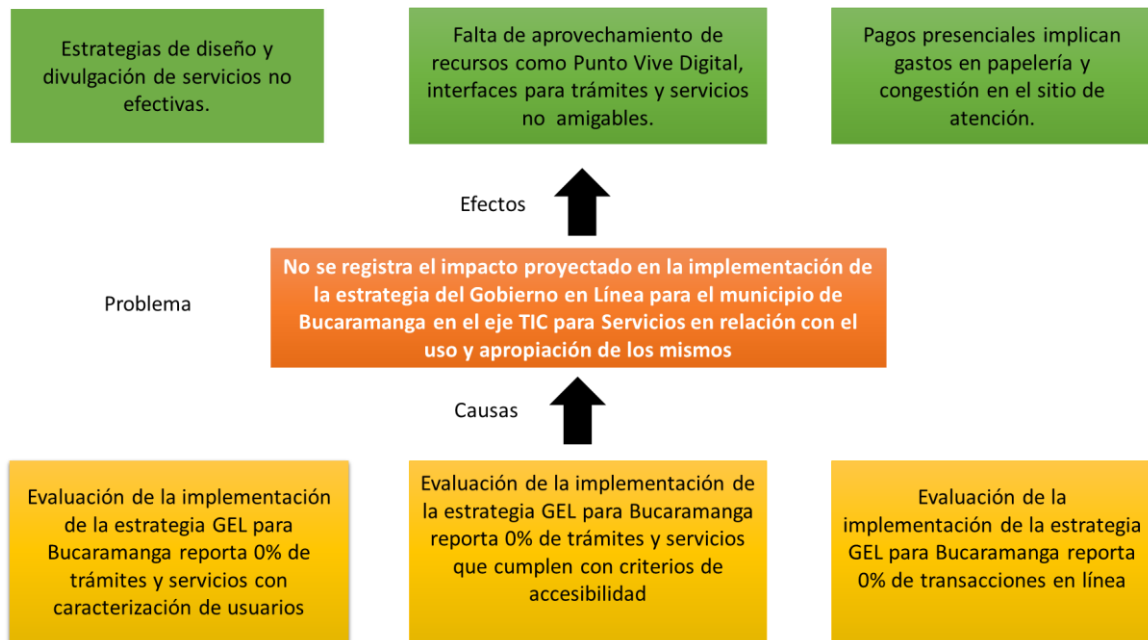 Estrategias de diseño y
divulgación de servicios no
efectivas.
Falta de aprovechamiento de
recursos como Punto Vive Digital,
interfaces para trámites y servicios
no amigables.
Pagos presenciales implican
gastos en papelería y
congestión en el sitio de
atención.
Efectos
Problema
No se registra el impacto proyectado en la implementación de
la estrategia del Gobierno en Línea para el municipio de
Bucaramanga en el eje TIC para Servicios en relación con el
uso y apropiación de los mismos
Causas
Evaluación de la implementación
de la estrategia GEL para
Bucaramanga reporta 0% de
trámites y servicios con
caracterización de usuarios
Evaluación de la implementación de
la estrategia GEL para Bucaramanga
reporta 0% de trámites y servicios
que cumplen con criterios de
accesibilidad
Evaluación de la
implementación de la estrategia
GEL para Bucaramanga reporta
0% de transacciones en línea